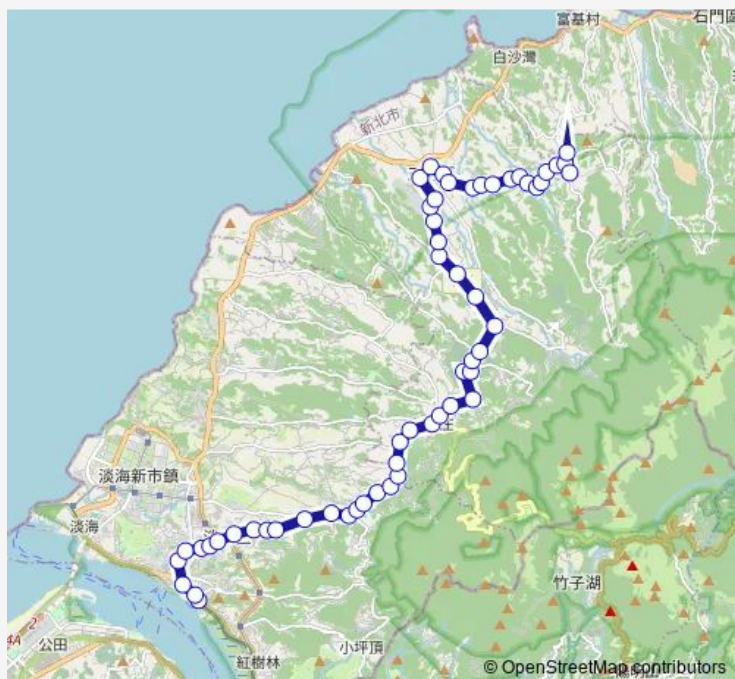 富基村
石門區
白沙灣
新北市
淡海新市鎮
淡海
竹子湖
公田
小坪頂
紅樹林
© OpenStreetMap contributors